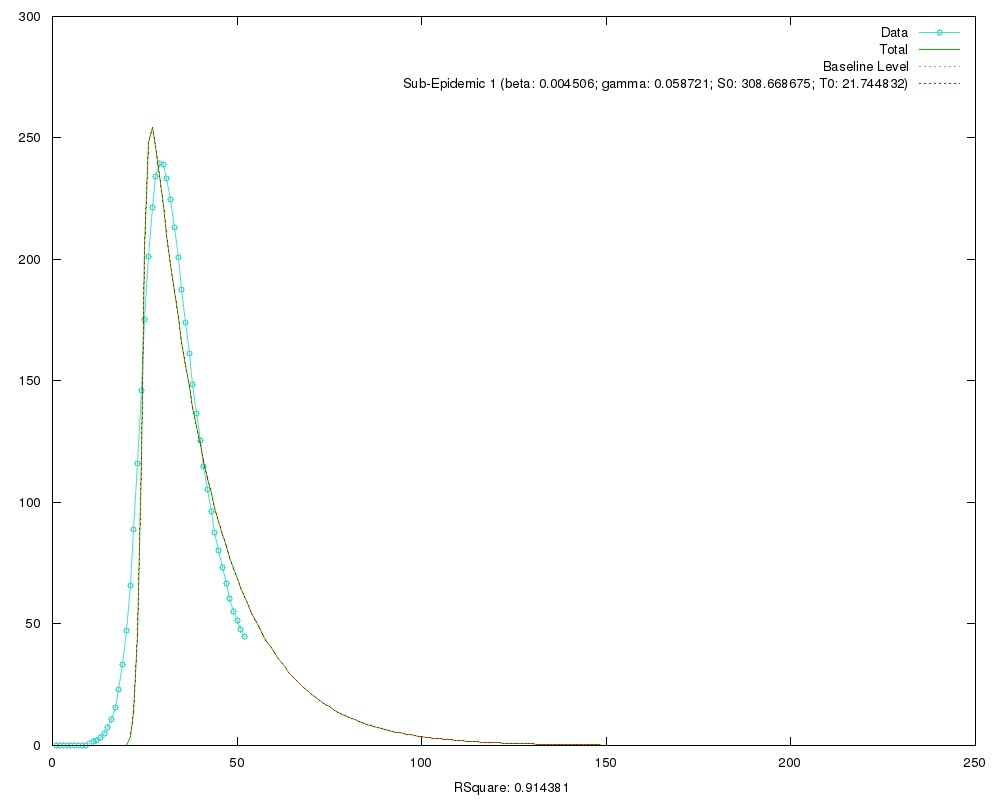 300
250
200
150
100
50
0
Data
Total
Baseline Level
Sub-Epidemic 1 (beta: 0.004506; gamma: 0.058721; S0: 308.668675; T0: 21.744832)
0 50 100 150 200 250
RSquare: 0.914381